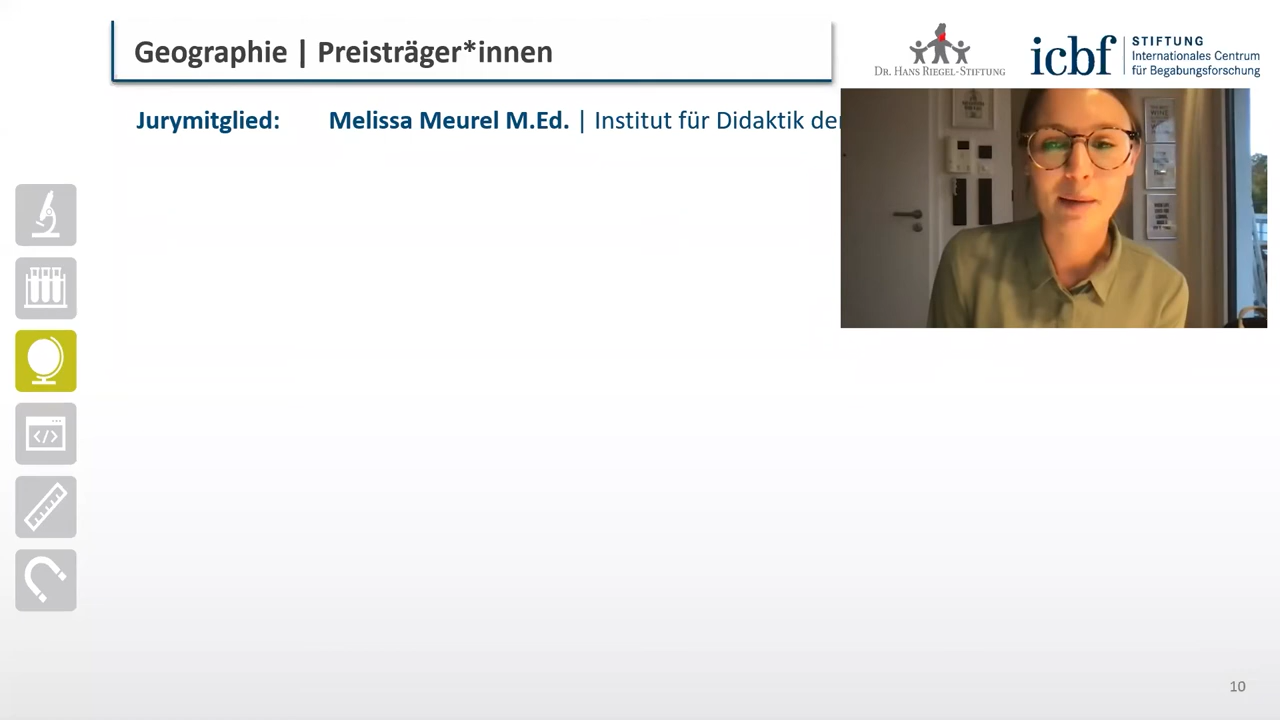 Geographie | Preisträger*innen
DR. HANS RIEGEL-STIFTUNG
icbf
STIFTUNG
Internationales Centrum
für Begabungsforschung
Jurymitglied: Melissa Meurel M.Ed. | Institut für Didaktik der
</>
10